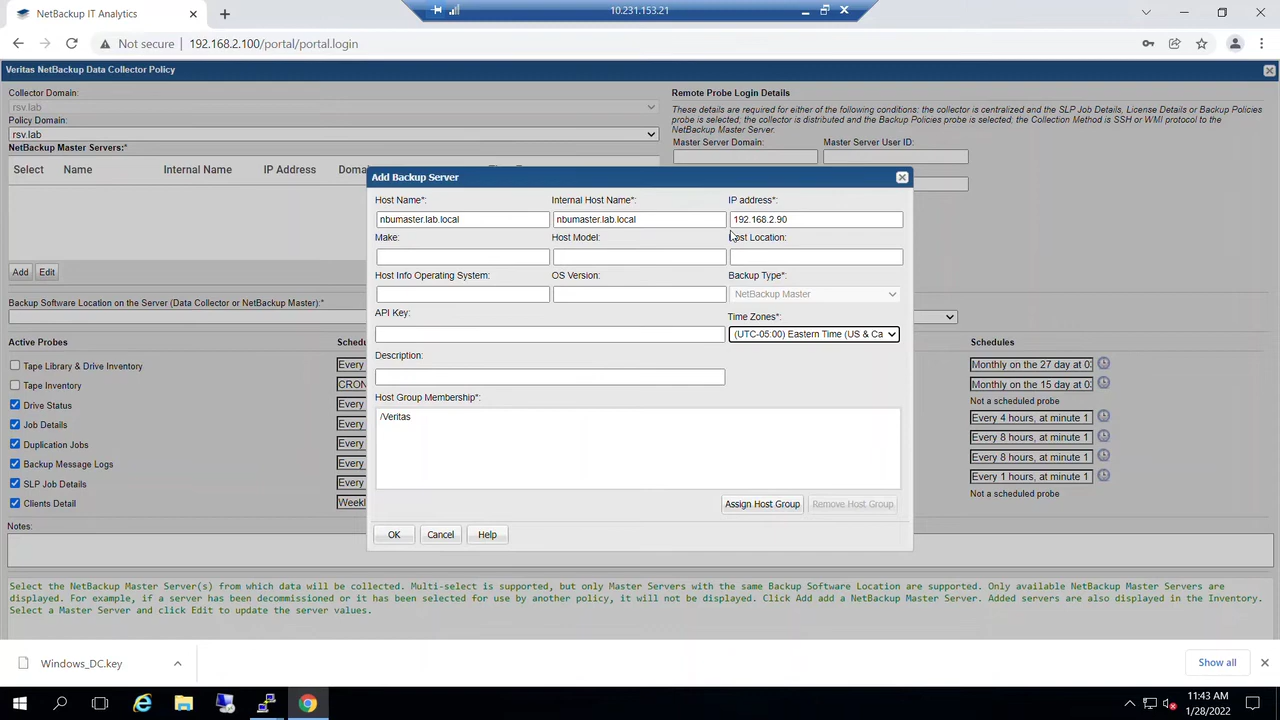 NetBackup IT Analytics
10.231.153.21
Not secure
192.168.2.100/portal/portal.login
Veritas NetBackup Data Collector Policy
Collector Domain:
rsv.lab
Policy Domain:
rsv.lab
NetBackup Master Servers:*
Select Name Internal Name IP Address Doma
Add Edit
Backup Software Location on the Server (Data Collector or NetBackup Master):*
Active Probes
Schedu
Tape Library & Drive Inventory
Every
Tape Inventory
CRON
Drive Status
Every
Job Details
Every
Duplication Jobs
Every
Backup Message Logs
Every
SLP Job Details
Every
Clients Detail
Weekl
Notes:
Remote Probe Login Details
These details are required for either of the following conditions: the collector is centralized and the SLP Job Details, License Details or Backup Policies
probe is selected; the collector is distributed and the Backup Policies probe is selected; the Collection Method is SSH or WMI protocol to the
NetBackup Master Server.
Master Server Domain: Master Server User ID:
Schedules
Monthly on the 27 day at 03
Monthly on the 15 day at 03
Not a scheduled probe
Every 4 hours, at minute 1
Every 8 hours, at minute 1
Every 8 hours, at minute 1
Every 1 hours, at minute 1
Not a scheduled probe
Add Backup Server
Host Name*: Internal Host Name*: IP address*:
nbumaster.lab.local nbumaster.lab.local 192.168.2.90
Make: Host Model: Host Location:
Host Info Operating System: OS Version: Backup Type*:
NetBackup Master
API Key: Time Zones*:
(UTC-05:00) Eastern Time (US & Ca
Description:
Host Group Membership*:
/Veritas
Assign Host Group Remove Host Group
OK Cancel Help
Select the NetBackup Master Server(s) from which data will be collected. Multi-select is supported, but only Master Servers with the same Backup Software Location are supported. Only available NetBackup Master Servers are
displayed. For example, if a server has been decommissioned or it has been selected for use by another policy, it will not be displayed. Click Add add a NetBackup Master Server. Added servers are also displayed in the Inventory.
Select a Master Server and click Edit to update the server values.
Windows_DC.key
Show all
11:43 AM
1/28/2022